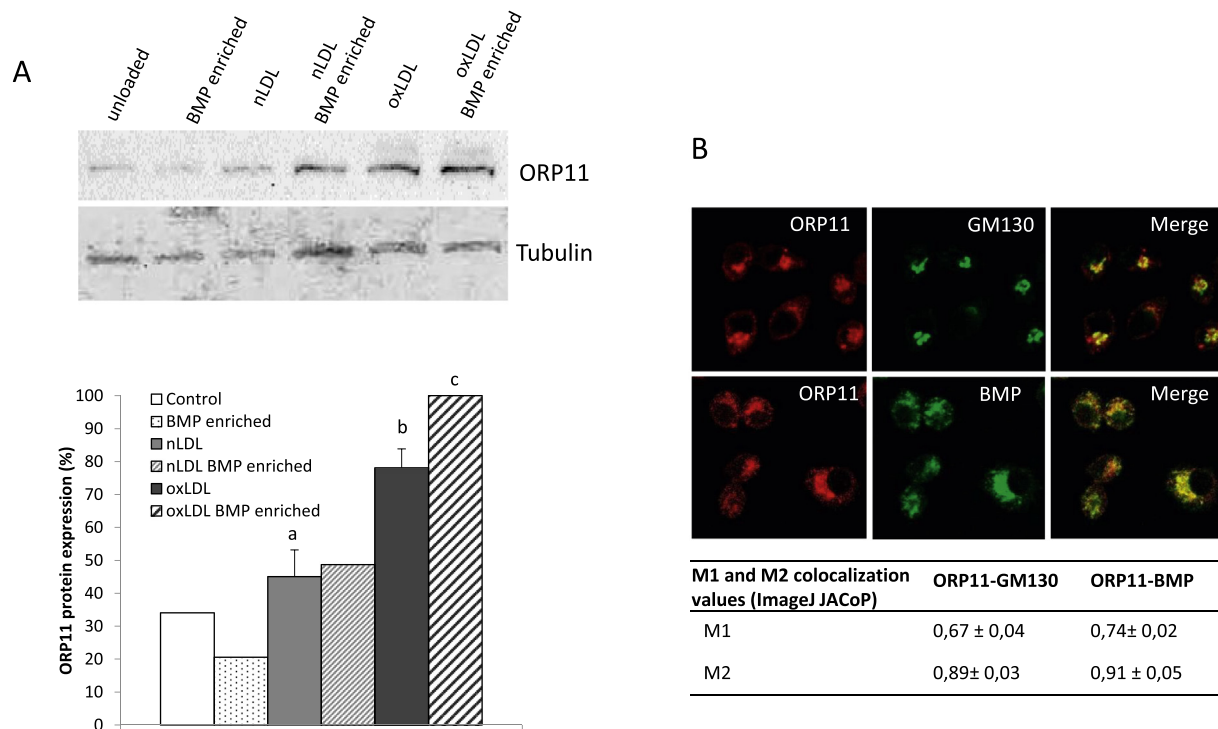 A
unloaded
BMP enriched
nLDL
nLDL
BMP enriched
oxLDL
oxLDL
BMP enriched
ORP11
Tubulin
ORP11 protein expression (%)
100
90
80
70
60
50
40
30
20
10
0
Control
BMP enriched
nLDL
nLDL BMP enriched
oxLDL
oxLDL BMP enriched
a
b
c
B
ORP11
GM130
Merge
ORP11
BMP
Merge
M1 and M2 colocalization ORP11-GM130 ORP11-BMP
values (ImageJ JACoP)
M1 0,67 ± 0,04 0,74± 0,02
M2 0,89± 0,03 0,91 ± 0,05